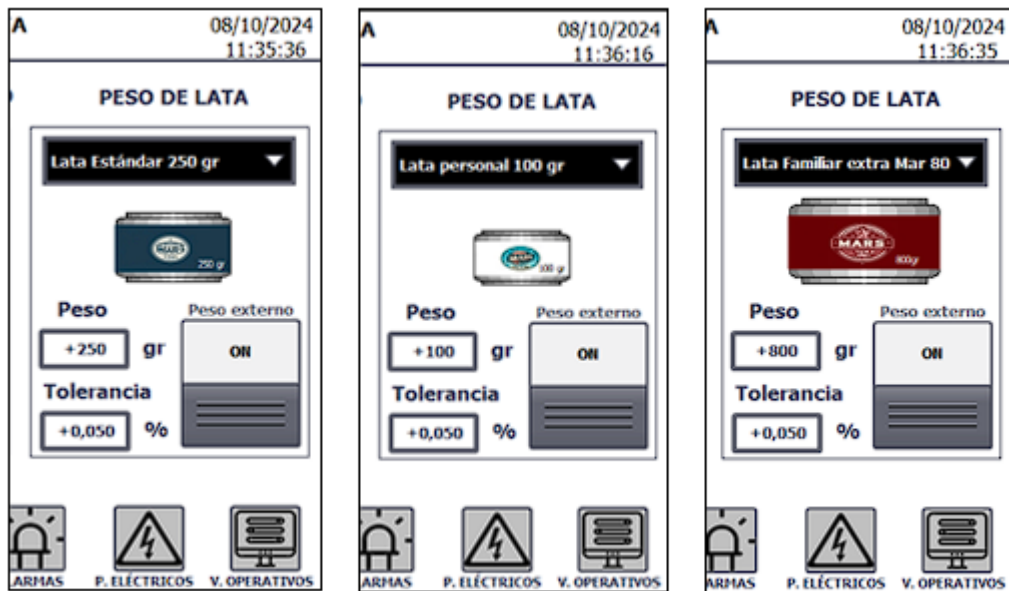 A
08/10/2024
11:35:36
PESO DE LATA
Lata Estándar 250 gr
MARS
250 gr
Peso
Peso externo
+250 gr
ON
Tolerancia
+0,050 %
ARMAS
P. ELÉCTRICOS
V. OPERATIVOS
A
08/10/2024
11:36:16
PESO DE LATA
Lata personal 100 gr
MARS
100 gr
Peso
Peso externo
+100 gr
ON
Tolerancia
+0,050 %
ARMAS
P. ELÉCTRICOS
V. OPERATIVOS
A
08/10/2024
11:36:35
PESO DE LATA
Lata Familiar extra Mar 80
MARS
800gr
Peso
Peso externo
+800 gr
ON
Tolerancia
+0,050 %
ARMAS
P. ELÉCTRICOS
V. OPERATIVOS